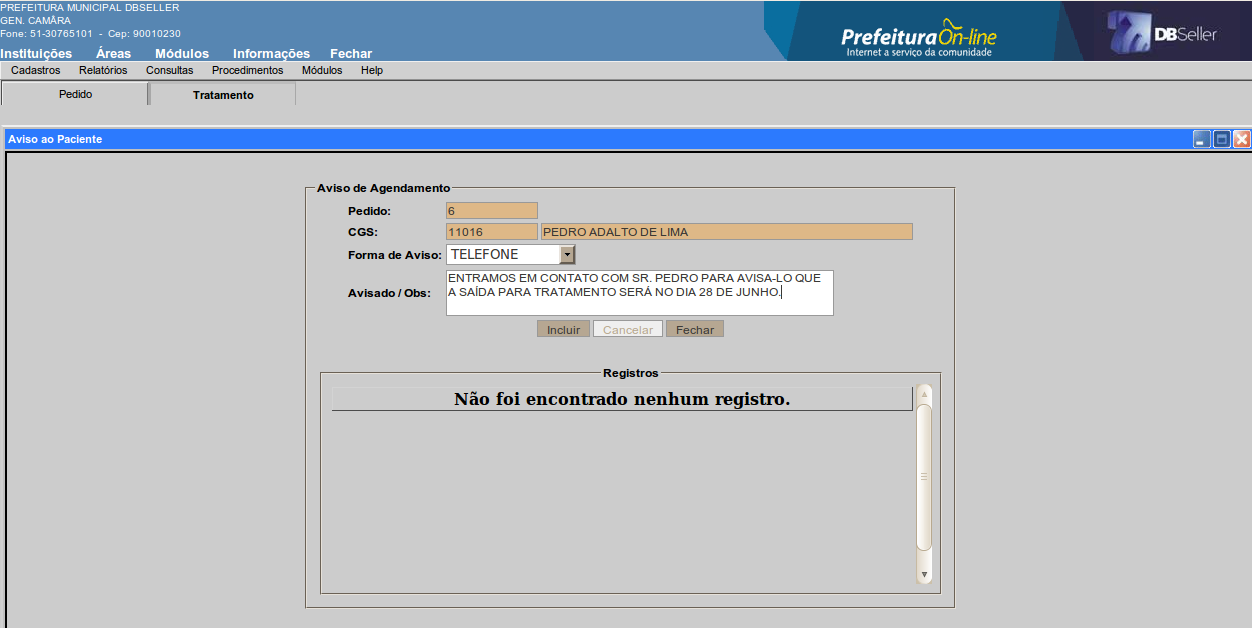 PREFEITURA MUNICIPAL DBSELLER
GEN. CAMÂRA
Fone: 51-30765101 - Cep: 90010230
Instituições Áreas Módulos Informações Fechar
PrefeituraOn-line
Internet a serviço da comunidade
DBSeller
Cadastros Relatórios Consultas Procedimentos Módulos Help
Pedido Tratamento
Aviso ao Paciente
Aviso de Agendamento
Pedido: 6
CGS: 11016 PEDRO ADALTO DE LIMA
Forma de Aviso: TELEFONE
Avisado / Obs: ENTRAMOS EM CONTATO COM SR. PEDRO PARA AVISA-LO QUE
A SAÍDA PARA TRATAMENTO SERÁ NO DIA 28 DE JUNHO.
Incluir Cancelar Fechar
Registros
Não foi encontrado nenhum registro.